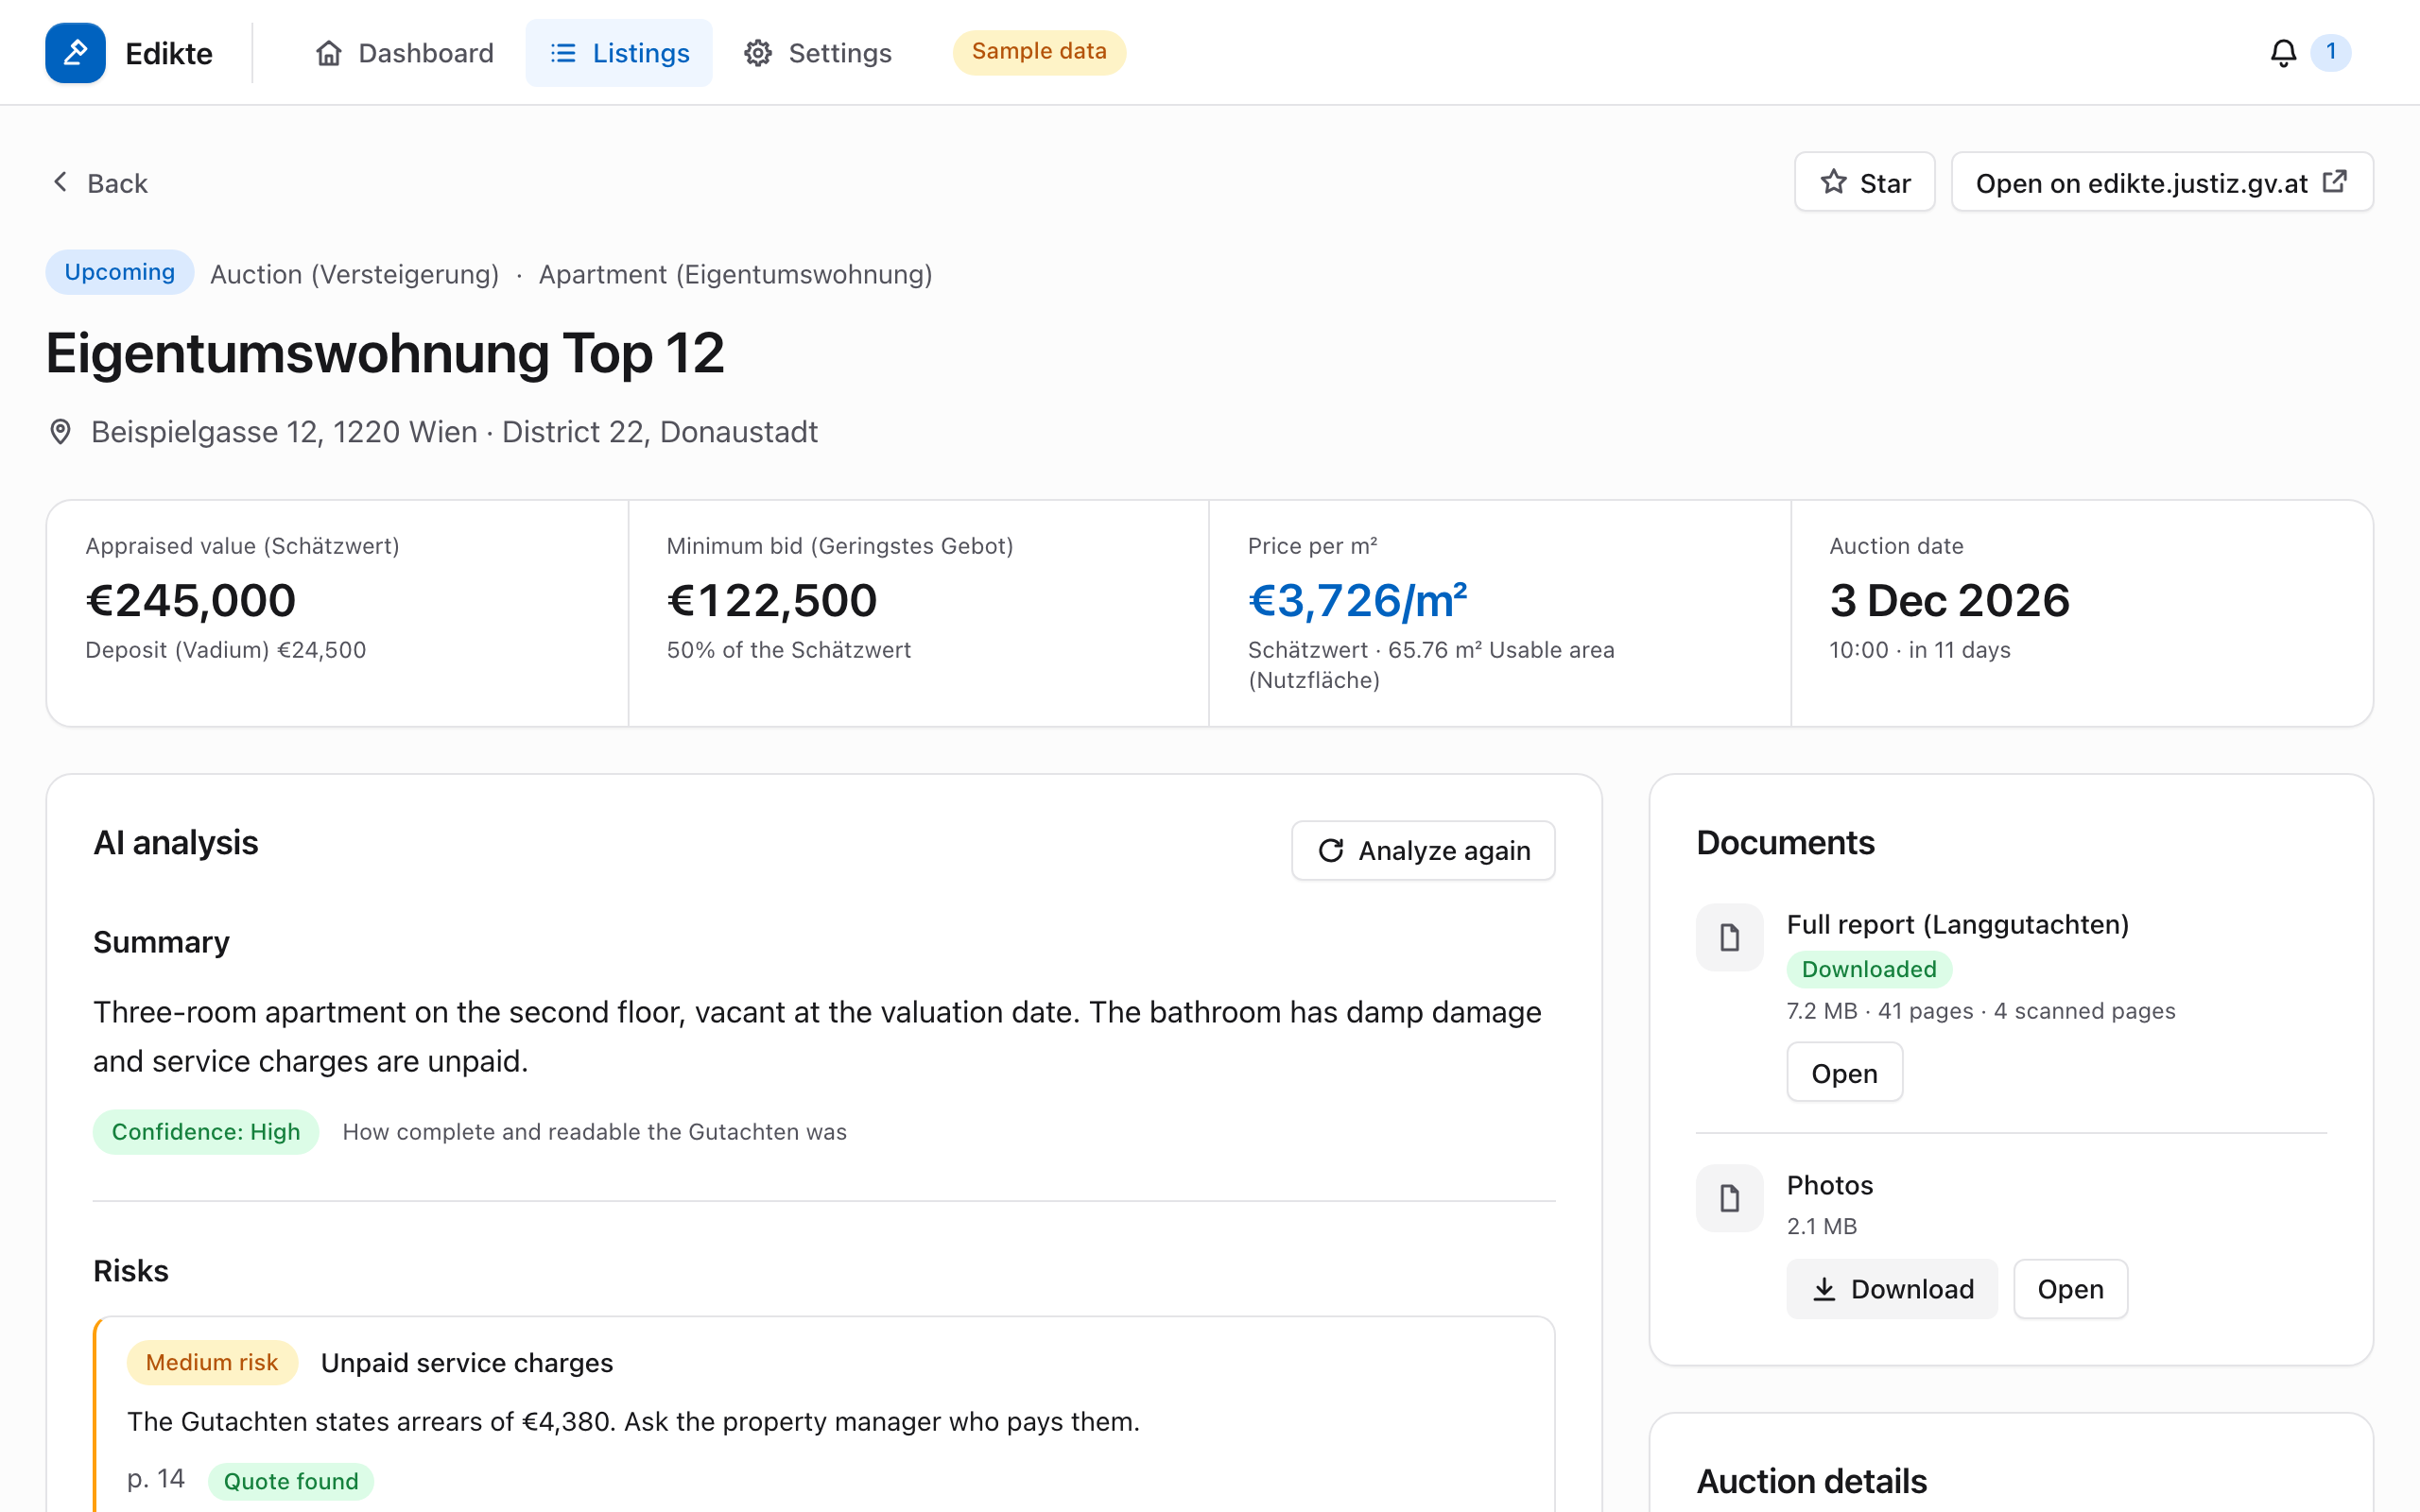 Edikte
Dashboard
Listings
Settings
Sample data
1
Back
Star
Open on edikte.justiz.gv.at
Upcoming
Auction (Versteigerung) · Apartment (Eigentumswohnung)
Eigentumswohnung Top 12
Beispielgasse 12, 1220 Wien · District 22, Donaustadt
Appraised value (Schätzwert)
€245,000
Deposit (Vadium) €24,500
Minimum bid (Geringstes Gebot)
€122,500
50% of the Schätzwert
Price per m²
€3,726/m²
Schätzwert · 65.76 m² Usable area
(Nutzfläche)
Auction date
3 Dec 2026
10:00 · in 11 days
AI analysis
Analyze again
Summary
Three-room apartment on the second floor, vacant at the valuation date. The bathroom has damp damage
and service charges are unpaid.
Confidence: High
How complete and readable the Gutachten was
Risks
Medium risk
Unpaid service charges
The Gutachten states arrears of €4,380. Ask the property manager who pays them.
p. 14
Quote found
Documents
Full report (Langgutachten)
Downloaded
7.2 MB · 41 pages · 4 scanned pages
Open
Photos
2.1 MB
Download
Open
Auction details